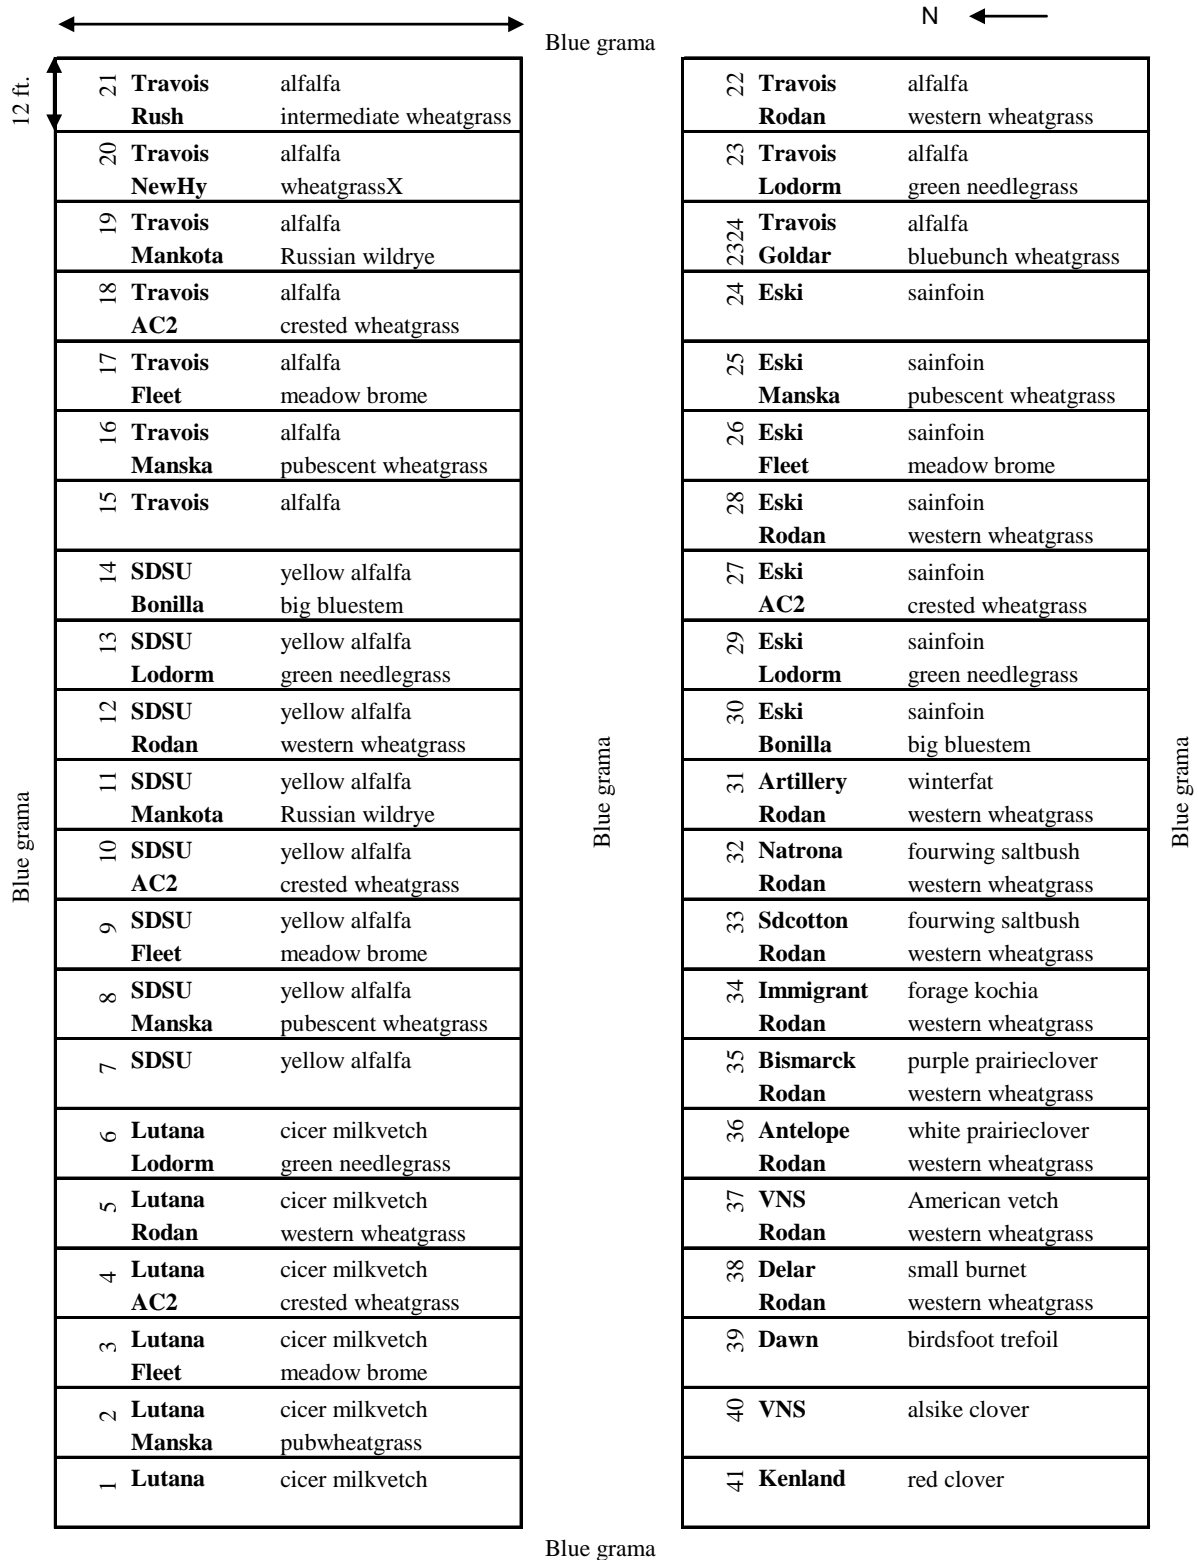 N
Blue grama
12 ft.
21 Travois alfalfa
Rush intermediate wheatgrass
20 Travois alfalfa
NewHy wheatgrassX
19 Travois alfalfa
Mankota Russian wildrye
18 Travois alfalfa
AC2 crested wheatgrass
17 Travois alfalfa
Fleet meadow brome
16 Travois alfalfa
Manska pubescent wheatgrass
15 Travois alfalfa
14 SDSU yellow alfalfa
Bonilla big bluestem
13 SDSU yellow alfalfa
Lodorm green needlegrass
12 SDSU yellow alfalfa
Rodan western wheatgrass
11 SDSU yellow alfalfa
Mankota Russian wildrye
10 SDSU yellow alfalfa
AC2 crested wheatgrass
9 SDSU yellow alfalfa
Fleet meadow brome
8 SDSU yellow alfalfa
Manska pubescent wheatgrass
7 SDSU yellow alfalfa
6 Lutana cicer milkvetch
Lodorm green needlegrass
5 Lutana cicer milkvetch
Rodan western wheatgrass
4 Lutana cicer milkvetch
AC2 crested wheatgrass
3 Lutana cicer milkvetch
Fleet meadow brome
2 Lutana cicer milkvetch
Manska pubwheatgrass
1 Lutana cicer milkvetch
Blue grama
Blue grama
22 Travois alfalfa
Rodan western wheatgrass
23 Travois alfalfa
Lodorm green needlegrass
2324 Travois alfalfa
Goldar bluebunch wheatgrass
24 Eski sainfoin
25 Eski sainfoin
Manska pubescent wheatgrass
26 Eski sainfoin
Fleet meadow brome
28 Eski sainfoin
Rodan western wheatgrass
27 Eski sainfoin
AC2 crested wheatgrass
29 Eski sainfoin
Lodorm green needlegrass
30 Eski sainfoin
Bonilla big bluestem
31 Artillery winterfat
Rodan western wheatgrass
32 Natrona fourwing saltbush
Rodan western wheatgrass
33 Sdcotton fourwing saltbush
Rodan western wheatgrass
34 Immigrant forage kochia
Rodan western wheatgrass
35 Bismarck purple prairieclover
Rodan western wheatgrass
36 Antelope white prairieclover
Rodan western wheatgrass
37 VNS American vetch
Rodan western wheatgrass
38 Delar small burnet
Rodan western wheatgrass
39 Dawn birdsfoot trefoil
40 VNS alsike clover
41 Kenland red clover
Blue grama
Blue grama